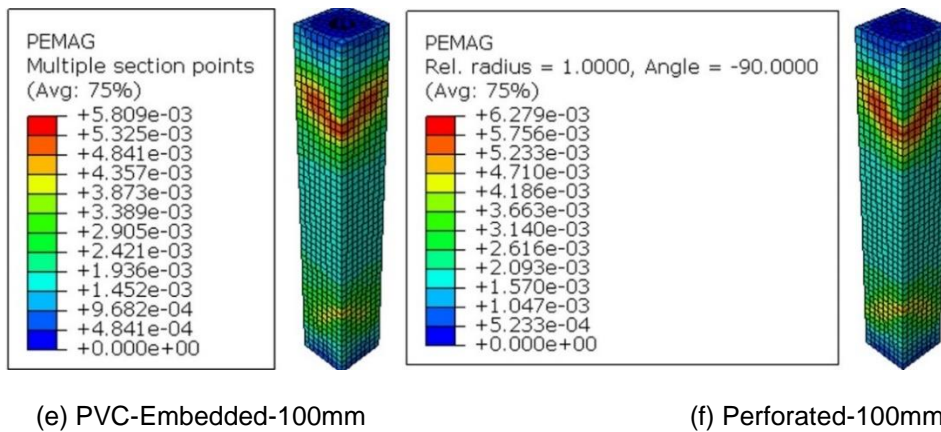 PEMAG
Multiple section points
(Avg: 75%)
+5.809e-03
+5.325e-03
+4.841e-03
+4.357e-03
+3.873e-03
+3.389e-03
+2.905e-03
+2.421e-03
+1.936e-03
+1.452e-03
+9.682e-04
+4.841e-04
+0.000e+00
PEMAG
Rel. radius = 1.0000, Angle = -90.0000
(Avg: 75%)
+6.279e-03
+5.756e-03
+5.233e-03
+4.710e-03
+4.186e-03
+3.663e-03
+3.140e-03
+2.616e-03
+2.093e-03
+1.570e-03
+1.047e-03
+5.233e-04
+0.000e+00
(e) PVC-Embedded-100mm
(f) Perforated-100mm